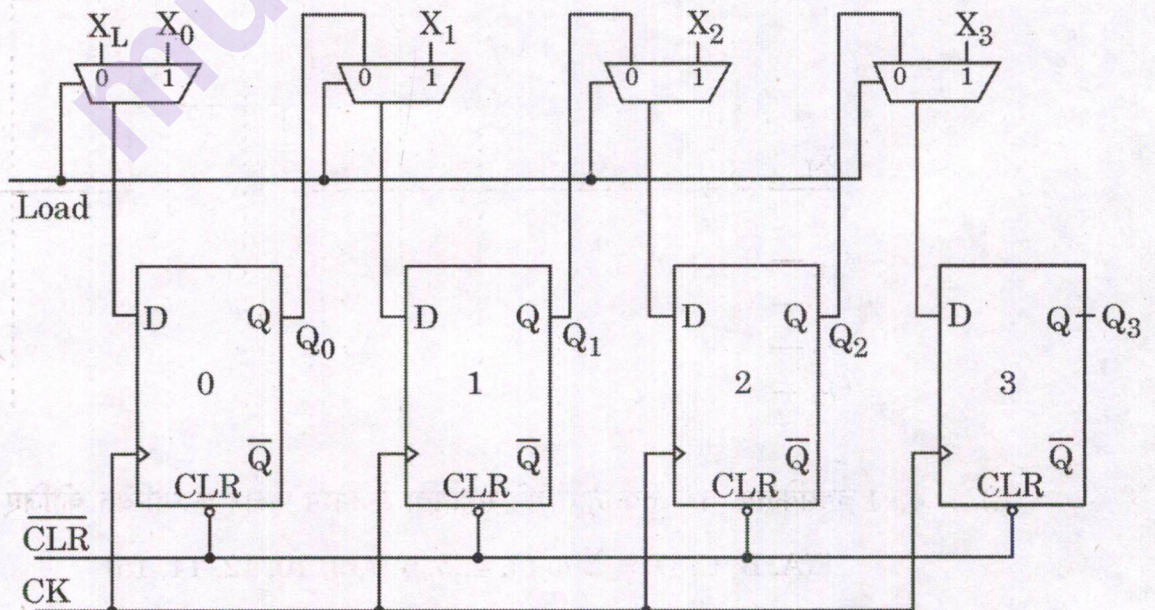 X_L X_0 X_1 X_2 X_3
0 1 0 1 0 1 0 1
Load
D Q Q_0 D Q Q_1 D Q Q_2 D Q Q_3
0 1 2 3
Q̅ Q̅ Q̅ Q̅
CLR CLR CLR CLR
C̅L̅R̅
CK